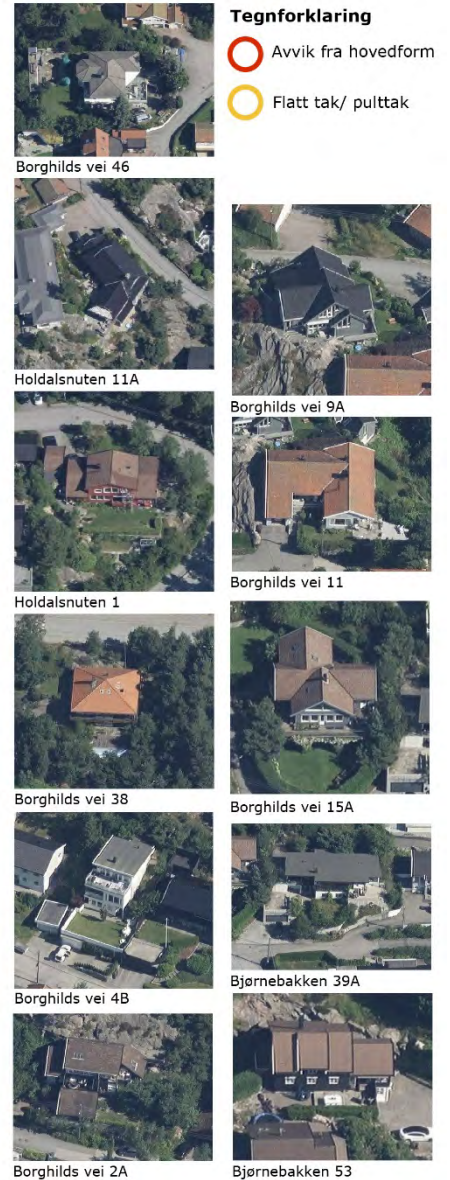 Tegnforklaring
Avvik fra hovedform
Flatt tak/ pulttak
Borghilds vei 46
Holdalsnuten 11A
Borghilds vei 9A
Holdalsnuten 1
Borghilds vei 11
Borghilds vei 38
Borghilds vei 15A
Borghilds vei 4B
Bjørnebakken 39A
Borghilds vei 2A
Bjørnebakken 53